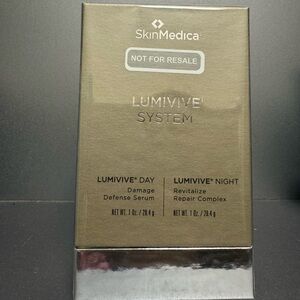 SkinMedica®
NOT FOR RESALE
LUMIVIVE®
SYSTEM
LUMIVIVE® DAY
Damage
Defense Serum
NET WT. 1 Oz. / 28.4 g
LUMIVIVE® NIGHT
Revitalize
Repair Complex
NET WT. 1 Oz. / 28.4 g